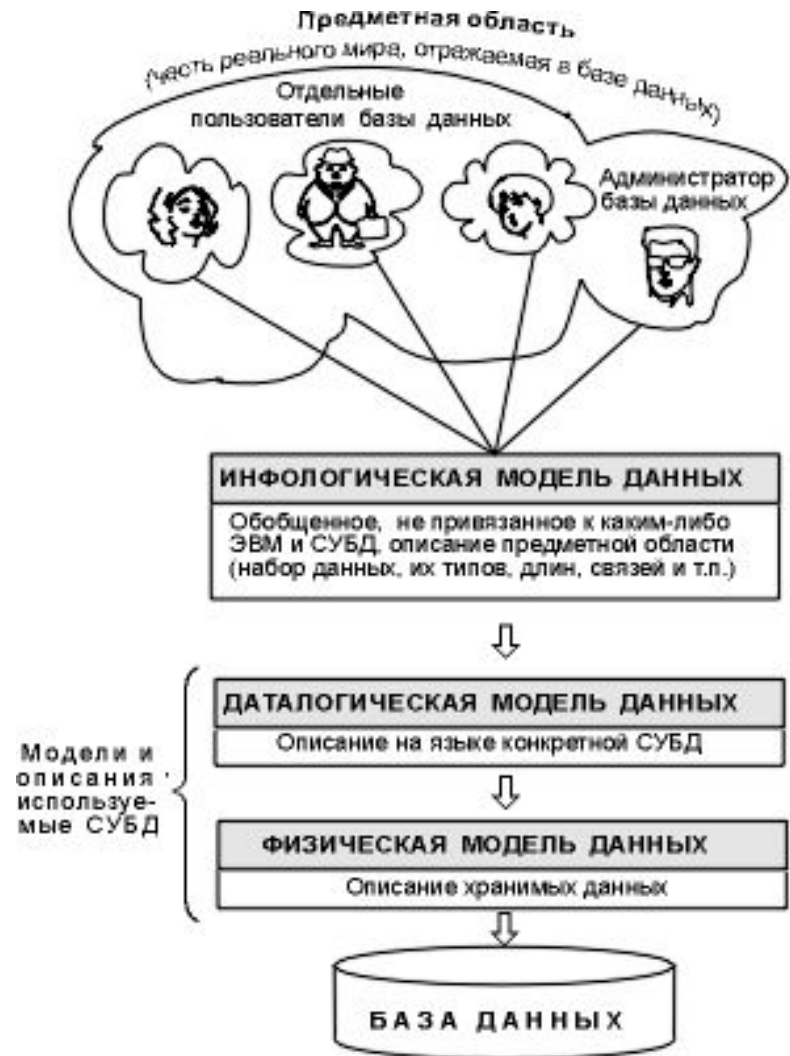 Предметная область
(часть реального мира, отражаемая в базе данных)
Отдельные
пользователи базы данных
Администратор
базы данных
ИНФОЛОГИЧЕСКАЯ МОДЕЛЬ ДАННЫХ
Обобщенное, не привязанное к каким-либо
ЭВМ и СУБД, описание предметной области
(набор данных, их типов, длин, связей и т.п.)
ДАТАЛОГИЧЕСКАЯ МОДЕЛЬ ДАННЫХ
Описание на языке конкретной СУБД
Модели и
описания
используе-
мые СУБД
ФИЗИЧЕСКАЯ МОДЕЛЬ ДАННЫХ
Описание хранимых данных
БАЗА ДАННЫХ